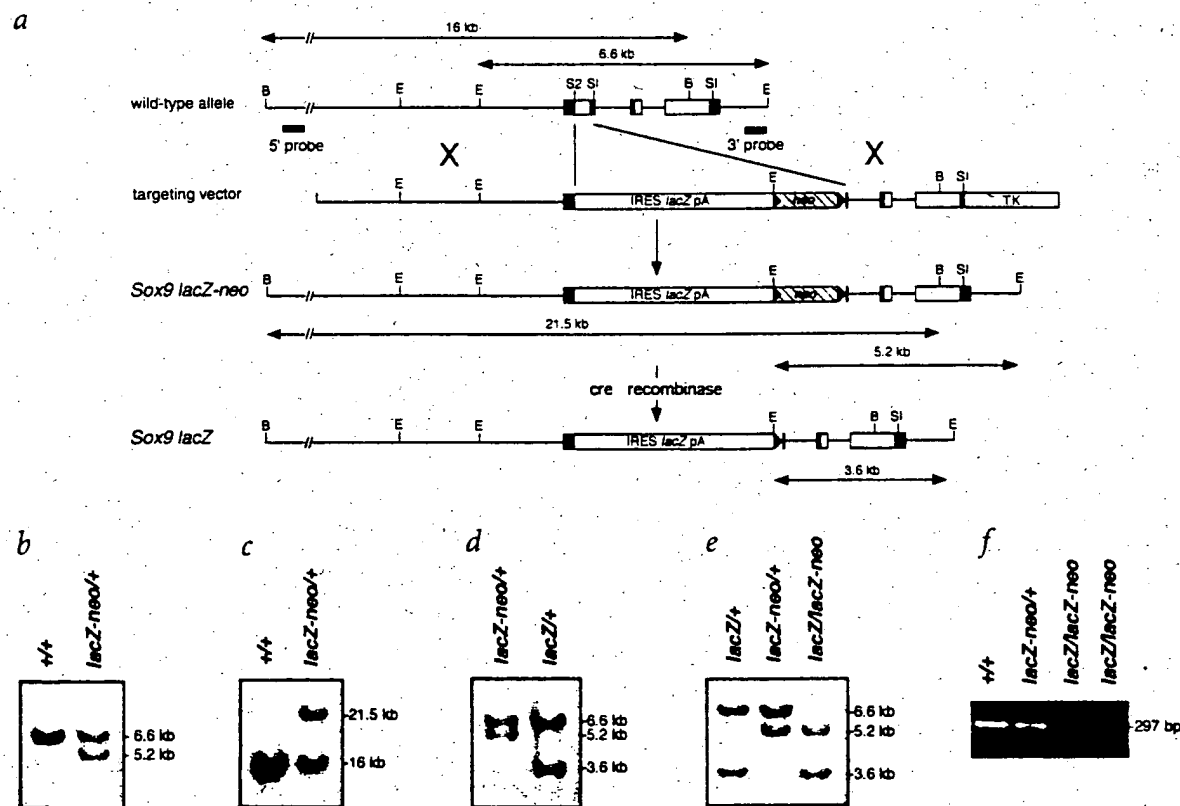 a
16 kb
6.6 kb
B E E S2 SI B SI E
wild-type allele
5' probe
3' probe
X X
E E E B SI
targeting vector
IRES lacZ pA neo TK
B E E E B SI E
Sox9 lacZ-neo
IRES lacZ pA neo
21.5 kb
5.2 kb
cre recombinase
B E E E B SI E
Sox9 lacZ
IRES lacZ pA
3.6 kb
b
+/+
lacZ-neo/+
6.6 kb
5.2 kb
c
+/+
lacZ-neo/+
21.5 kb
16 kb
d
lacZ-neo/+
lacZ/+
6.6 kb
5.2 kb
3.6 kb
e
lacZ/+
lacZ-neo/+
lacZ/lacZ-neo
6.6 kb
5.2 kb
3.6 kb
f
+/+
lacZ-neo/+
lacZ/lacZ-neo
lacZ/lacZ-neo
297 bp